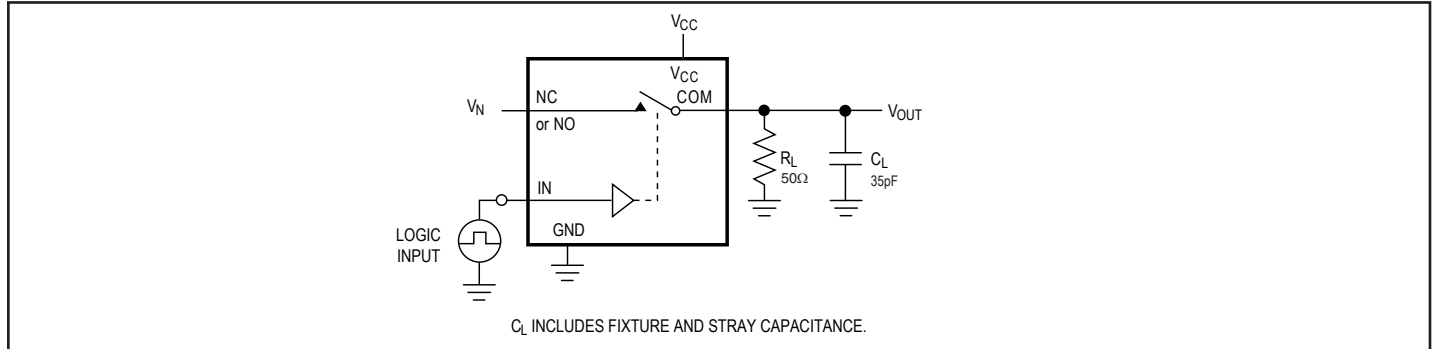 VCC
VCC
VN
NC
COM
VOUT
or NO
RL
50Ω
CL
35pF
IN
LOGIC
INPUT
GND
CL INCLUDES FIXTURE AND STRAY CAPACITANCE.